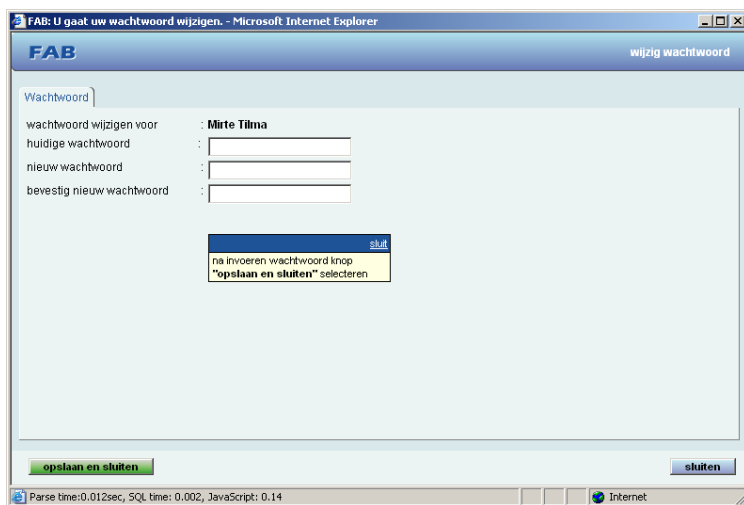 FAB: U gaat uw wachtwoord wijzigen. - Microsoft Internet Explorer
FAB
wijzig wachtwoord
Wachtwoord
wachtwoord wijzigen voor : Mirte Tilma
huidige wachtwoord :
nieuw wachtwoord :
bevestig nieuw wachtwoord :
sluit
na invoeren wachtwoord knop
"opslaan en sluiten" selecteren
opslaan en sluiten
sluiten
Parse time:0.012sec, SQL time: 0.002, JavaScript: 0.14
Internet